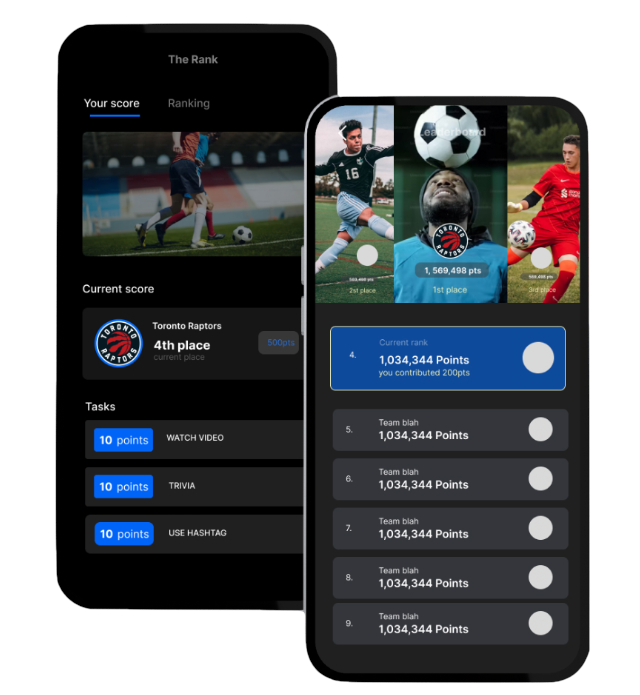 The Rank
Your score
Ranking
Current score
TORONTO
RAPTORS
Toronto Raptors
4th place
current place
500pts
Tasks
10 points
WATCH VIDEO
10 points
TRIVIA
10 points
USE HASHTAG
Leaderboard
16
TORONTO
RAPTORS
1, 569,498 pts
2st place
1st place
3rd place
4.
Current rank
1,034,344 Points
you contributed 200pts
5.
Team blah
1,034,344 Points
6.
Team blah
1,034,344 Points
7.
Team blah
1,034,344 Points
8.
Team blah
1,034,344 Points
9.
Team blah
1,034,344 Points